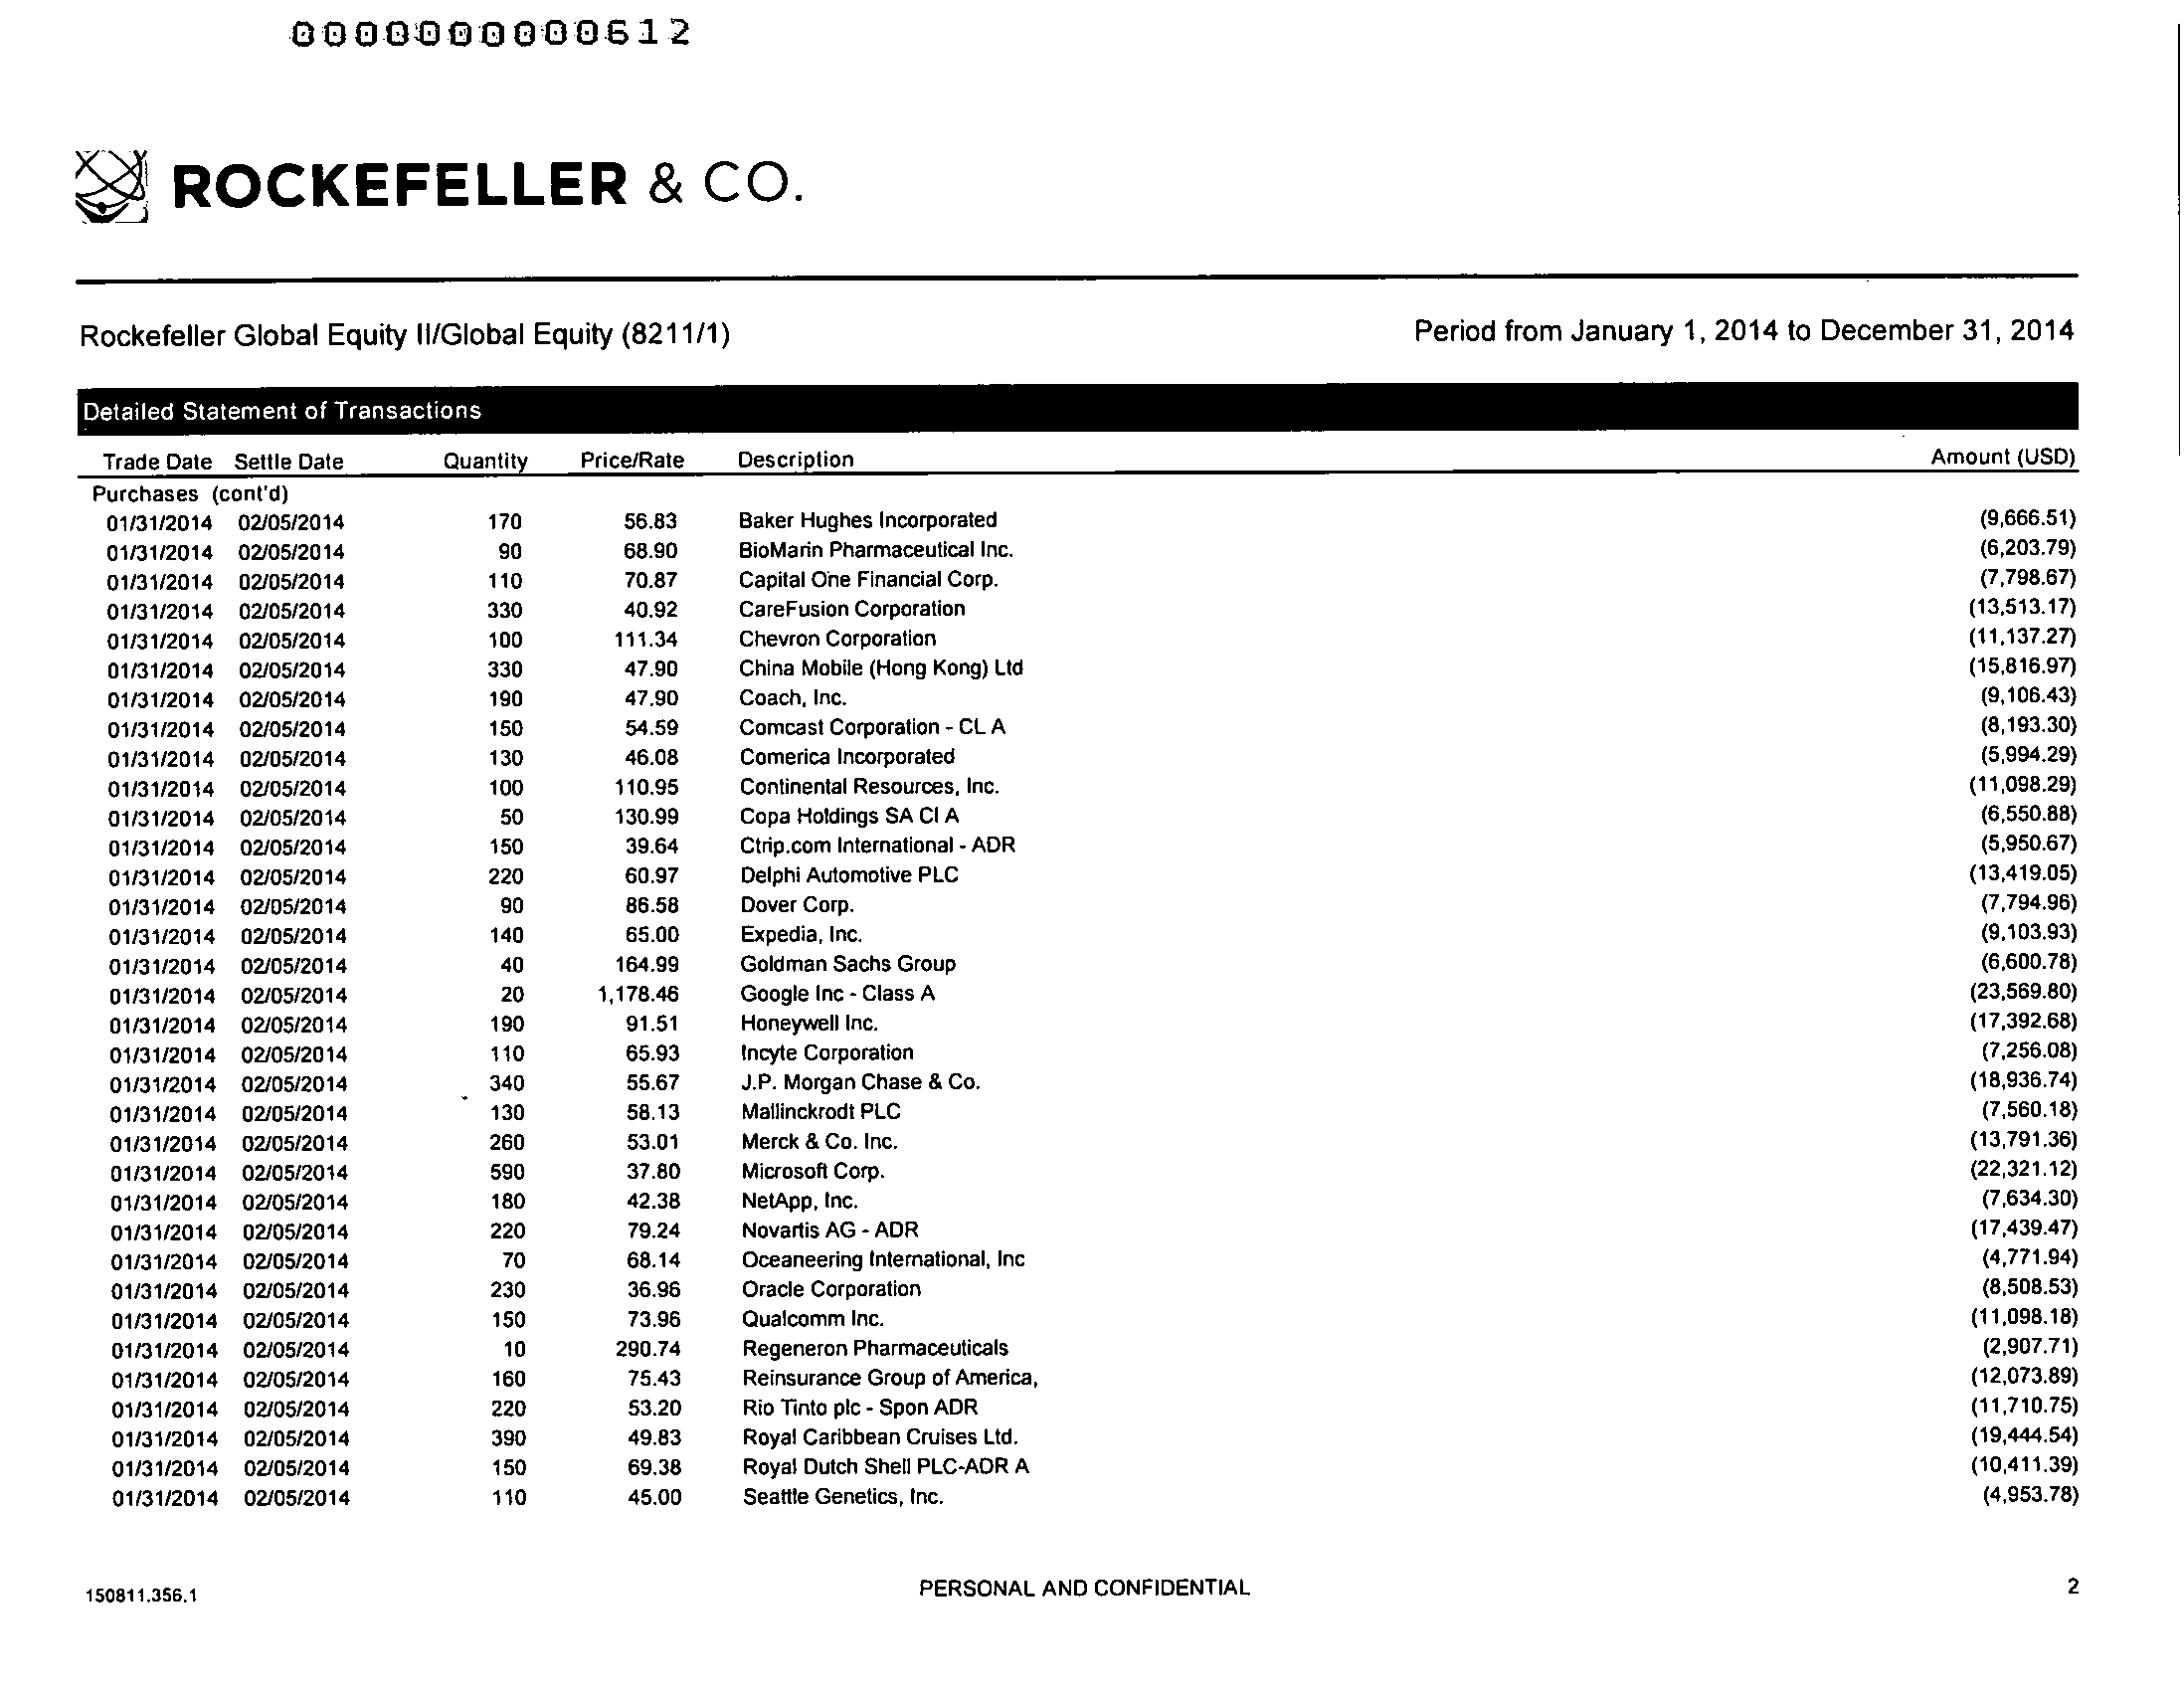 0000000000612
ROCKEFELLER & CO.
Rockefeller Global Equity II/Global Equity (8211/1) Period from January 1, 2014 to December 31, 2014
Detailed Statement of Transactions
Trade Date Settle Date Quantity Price/Rate Description Amount (USD)
Purchases (cont'd)
01/31/2014 02/05/2014 170 56.83 Baker Hughes Incorporated (9,666.51)
01/31/2014 02/05/2014 90 68.90 BioMarin Pharmaceutical Inc. (6,203.79)
01/31/2014 02/05/2014 110 70.87 Capital One Financial Corp. (7,798.67)
01/31/2014 02/05/2014 330 40.92 CareFusion Corporation (13,513.17)
01/31/2014 02/05/2014 100 111.34 Chevron Corporation (11,137.27)
01/31/2014 02/05/2014 330 47.90 China Mobile (Hong Kong) Ltd (15,816.97)
01/31/2014 02/05/2014 190 47.90 Coach, Inc. (9,106.43)
01/31/2014 02/05/2014 150 54.59 Comcast Corporation - CL A (8,193.30)
01/31/2014 02/05/2014 130 46.08 Comerica Incorporated (5,994.29)
01/31/2014 02/05/2014 100 110.95 Continental Resources, Inc. (11,098.29)
01/31/2014 02/05/2014 50 130.99 Copa Holdings SA Cl A (6,550.88)
01/31/2014 02/05/2014 150 39.64 Ctrip.com International - ADR (5,950.67)
01/31/2014 02/05/2014 220 60.97 Delphi Automotive PLC (13,419.05)
01/31/2014 02/05/2014 90 86.58 Dover Corp. (7,794.96)
01/31/2014 02/05/2014 140 65.00 Expedia, Inc. (9,103.93)
01/31/2014 02/05/2014 40 164.99 Goldman Sachs Group (6,600.78)
01/31/2014 02/05/2014 20 1,178.46 Google Inc - Class A (23,569.80)
01/31/2014 02/05/2014 190 91.51 Honeywell Inc. (17,392.68)
01/31/2014 02/05/2014 110 65.93 Incyte Corporation (7,256.08)
01/31/2014 02/05/2014 340 55.67 J.P. Morgan Chase & Co. (18,936.74)
01/31/2014 02/05/2014 130 58.13 Mallinckrodt PLC (7,560.18)
01/31/2014 02/05/2014 260 53.01 Merck & Co. Inc. (13,791.36)
01/31/2014 02/05/2014 590 37.80 Microsoft Corp. (22,321.12)
01/31/2014 02/05/2014 180 42.38 NetApp, Inc. (7,634.30)
01/31/2014 02/05/2014 220 79.24 Novartis AG - ADR (17,439.47)
01/31/2014 02/05/2014 70 68.14 Oceaneering International, Inc (4,771.94)
01/31/2014 02/05/2014 230 36.96 Oracle Corporation (8,508.53)
01/31/2014 02/05/2014 150 73.96 Qualcomm Inc. (11,098.18)
01/31/2014 02/05/2014 10 290.74 Regeneron Pharmaceuticals (2,907.71)
01/31/2014 02/05/2014 160 75.43 Reinsurance Group of America, (12,073.89)
01/31/2014 02/05/2014 220 53.20 Rio Tinto plc - Spon ADR (11,710.75)
01/31/2014 02/05/2014 390 49.83 Royal Caribbean Cruises Ltd. (19,444.54)
01/31/2014 02/05/2014 150 69.38 Royal Dutch Shell PLC-ADR A (10,411.39)
01/31/2014 02/05/2014 110 45.00 Seattle Genetics, Inc. (4,953.78)
150811.356.1 PERSONAL AND CONFIDENTIAL 2